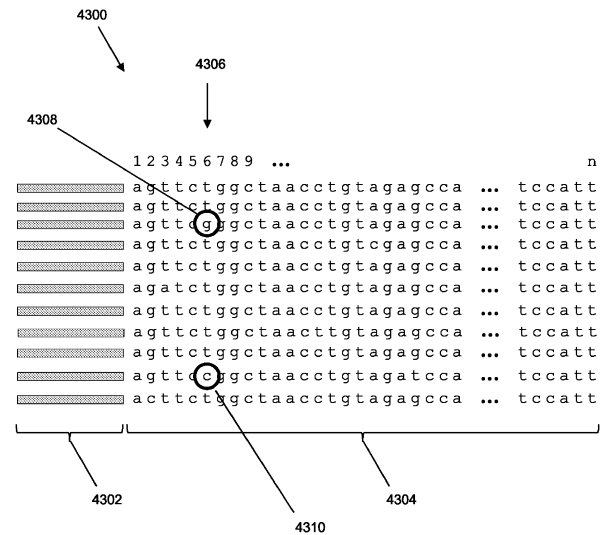 4300
4306
4308
1 2 3 4 5 6 7 8 9 ... n
agttctggctaacctgtagagcca ... tccatt
agttctggctaacctgtagagcca ... tccatt
agttcgggctaacctgtagagcca ... tccatt
agttctggctaacctgtcgagcca ... tccatt
agttctggctaacctgtagagcca ... tccatt
agatctggctaacctgtagagcca ... tccatt
agttctggctaacctgtagagcca ... tccatt
agttctggctaacttgtagagcca ... tccatt
agttctggctaacctgtagagcca ... tccatt
agttccggctaacctgtagatcca ... tccatt
acttctggctaacctgtagagcca ... tccatt
4302
4304
4310